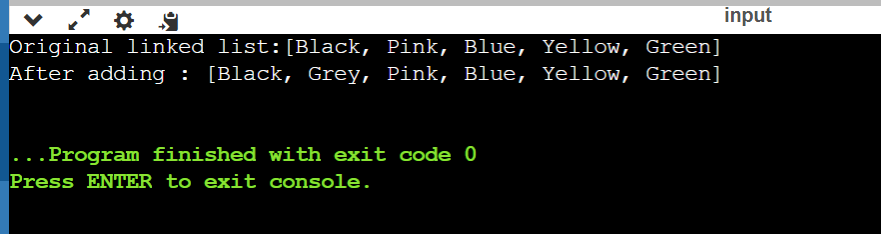 input
Original linked list:[Black, Pink, Blue, Yellow, Green]
After adding : [Black, Grey, Pink, Blue, Yellow, Green]
...Program finished with exit code 0
Press ENTER to exit console.